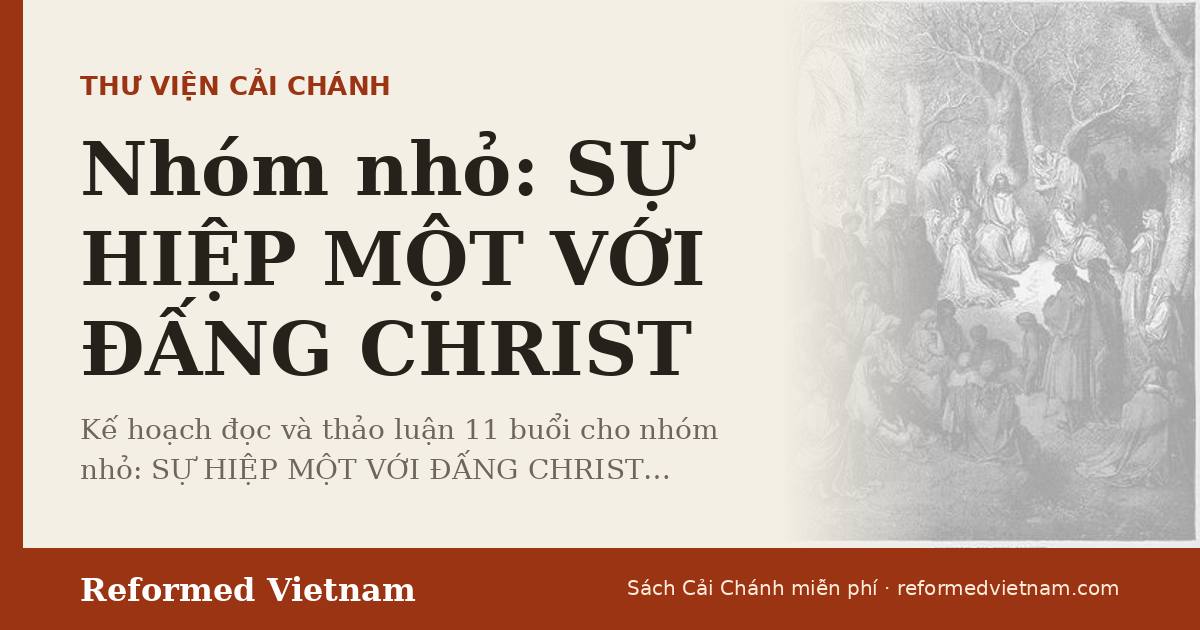 THƯ VIỆN CẢI CHÁNH
Nhóm nhỏ: SỰ
HIỆP MỘT VỚI
ĐẤNG CHRIST
Kế hoạch đọc và thảo luận 11 buổi cho nhóm
nhỏ: SỰ HIỆP MỘT VỚI ĐẤNG CHRIST...
Reformed Vietnam
Sách Cải Chánh miễn phí · reformedvietnam.com